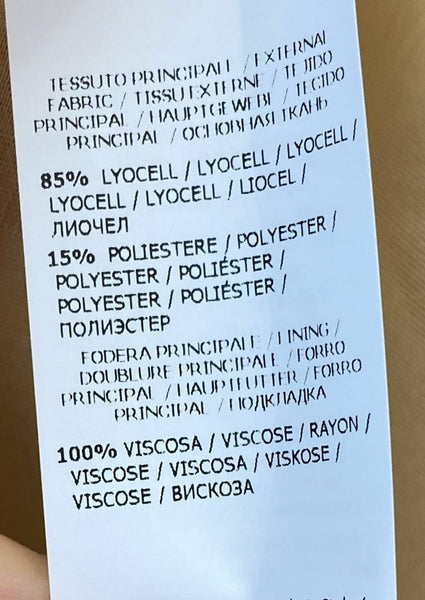 TESSUTO PRINCIPALE / EXTERNAL
FABRIC / TISSU EXTERNE / TEJIDO
PRINCIPAL / HAUPTGEWEBE / TECIDO
PRINCIPAL / ОСНОВНАЯ ТКАНЬ
85% LYOCELL / LYOCELL / LYOCELL /
LYOCELL / LYOCELL / LIOCEL /
ЛИОЧЕЛ
15% POLIESTERE / POLYESTER /
POLYESTER / POLIÉSTER /
POLYESTER / POLIÉSTER /
ПОЛИЭСТЕР
FODERA PRINCIPALE / LINING /
DOUBLURE PRINCIPALE / FORRO
PRINCIPAL / HAUPTFUTTER / FORRO
PRINCIPAL / ПОДКЛАДКА
100% VISCOSA / VISCOSE / RAYON /
VISCOSE / VISCOSA / VISKOSE /
VISCOSE / ВИСКОЗА